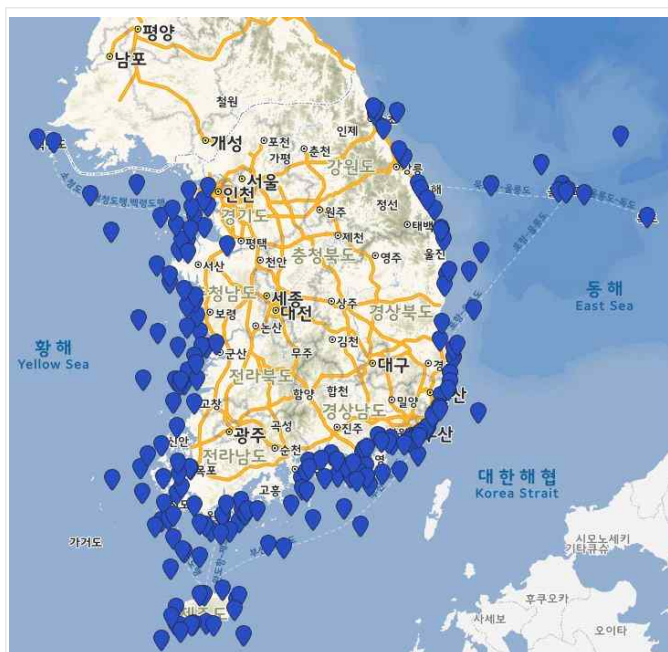 평양
남포
철원
개성
포천
가평
춘천
인제
강원도
강릉
서울
인천
경기도
원주
정선
태백
평택
제천
울진
천안
충청북도
영주
서산
세종
대전
상주
보령
논산
경상북도
김천
군산
무주
대구
전라북도
합천
함양
밀양
고창
경상남도
광주
곡성
순천
진주
신안
전라남도
목포
고흥
가거도
제주도
황해
Yellow Sea
동해
East Sea
대한해협
Korea Strait
시모노세키
기타큐슈
후쿠오카
사세보
오이타